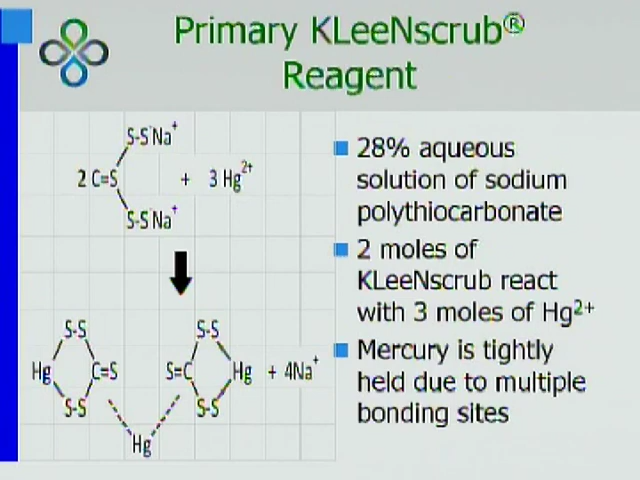 Primary KLeeNscrub®
Reagent
S-S⁻Na⁺
2 C=S + 3 Hg²⁺
S-S⁻Na⁺
S-S S-S
Hg C=S S=C Hg + 4Na⁺
S-S S-S
Hg
28% aqueous
solution of sodium
polythiocarbonate
2 moles of
KLeeNscrub react
with 3 moles of Hg²⁺
Mercury is tightly
held due to multiple
bonding sites